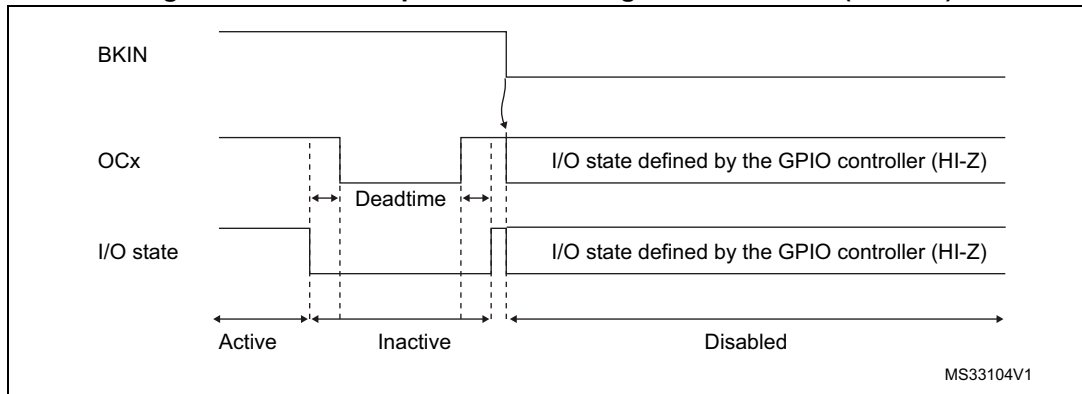 BKIN
OCx
I/O state defined by the GPIO controller (HI-Z)
Deadtime
I/O state
I/O state defined by the GPIO controller (HI-Z)
Active
Inactive
Disabled
MS33104V1